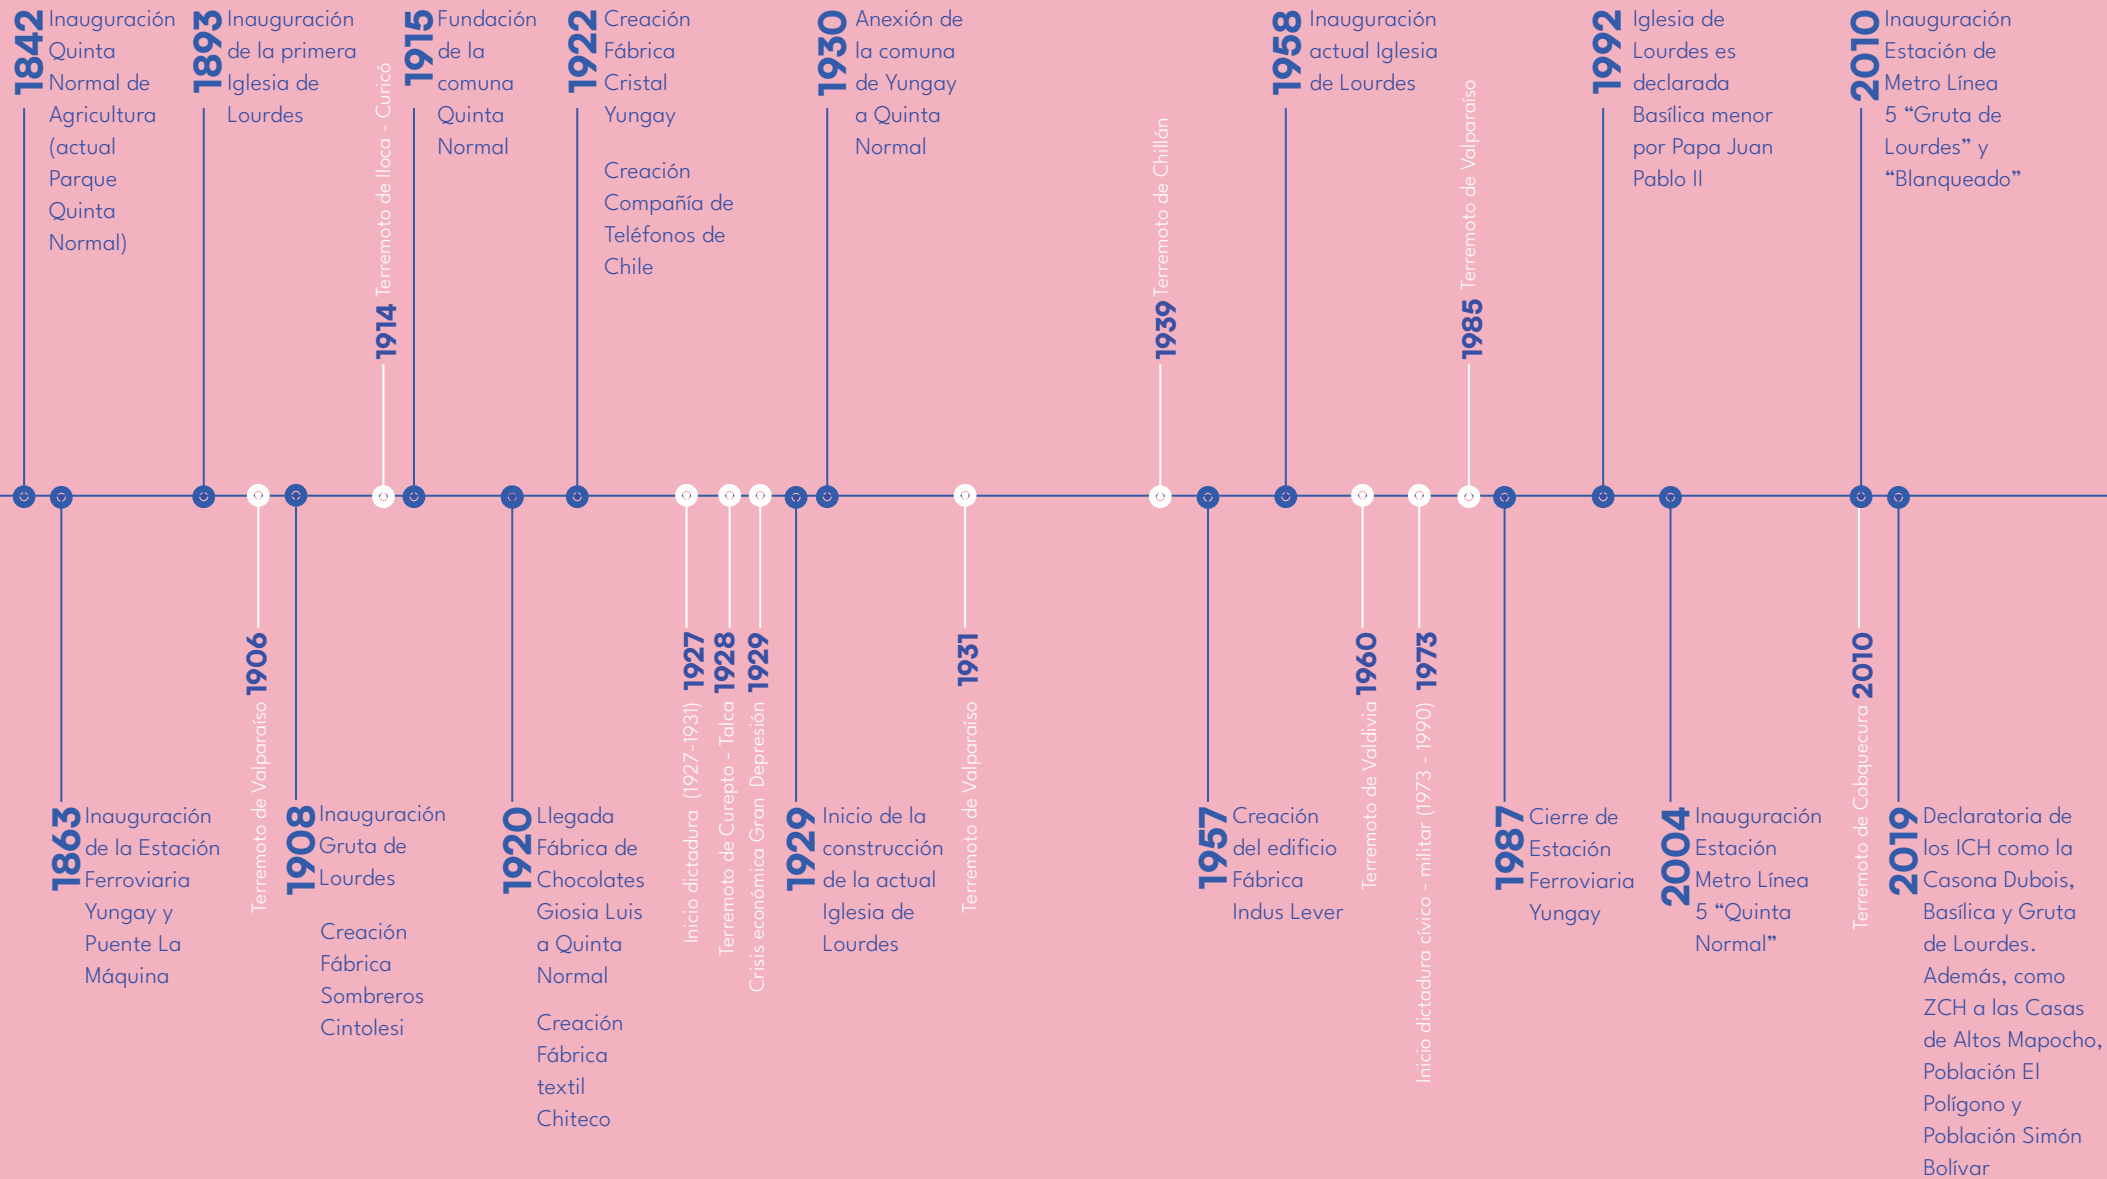 1842
Inauguración
Quinta
Normal de
Agricultura
(actual
Parque
Quinta
Normal)
1893
Inauguración
de la primera
Iglesia de
Lourdes
1914 Terremoto de Iloca - Curicó
1915
Fundación
de la
comuna
Quinta
Normal
1922
Creación
Fábrica
Cristal
Yungay
Creación
Compañía de
Teléfonos de
Chile
1930
Anexión de
la comuna
de Yungay
a Quinta
Normal
1939 Terremoto de Chillán
1958
Inauguración
actual Iglesia
de Lourdes
1985 Terremoto de Valparaíso
1992
Iglesia de
Lourdes es
declarada
Basílica menor
por Papa Juan
Pablo II
2010
Inauguración
Estación de
Metro Línea
5 “Gruta de
Lourdes” y
“Blanqueado”
1863
Inauguración
de la Estación
Ferroviaria
Yungay y
Puente La
Máquina
Terremoto de Valparaíso 1906
1908
Inauguración
Gruta de
Lourdes
Creación
Fábrica
Sombreros
Cintolesi
1920
Llegada
Fábrica de
Chocolates
Giosia Luis
a Quinta
Normal
Creación
Fábrica
textil
Chiteco
Inicio dictadura (1927-1931) 1927
Terremoto de Curepto - Talca 1928
Crisis económica Gran Depresión 1929
1929
Inicio de la
construcción
de la actual
Iglesia de
Lourdes
Terremoto de Valparaíso 1931
1957
Creación
del edificio
Fábrica
Indus Lever
Terremoto de Valdivia 1960
Inicio dictadura cívico - militar (1973 - 1990) 1973
1987
Cierre de
Estación
Ferroviaria
Yungay
2004
Inauguración
Estación
Metro Línea
5 “Quinta
Normal”
Terremoto de Cobquecura 2010
2019
Declaratoria de
los ICH como la
Casona Dubois,
Basílica y Gruta
de Lourdes.
Además, como
ZCH a las Casas
de Altos Mapocho,
Población El
Polígono y
Población Simón
Bolívar